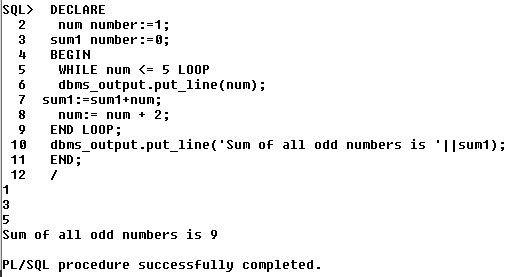 SQL>  DECLARE
  2    num number:=1;
  3   sum1 number:=0;
  4   BEGIN
  5    WHILE num <= 5 LOOP
  6    dbms_output.put_line(num);
  7  sum1:=sum1+num;
  8    num:= num + 2;
  9   END LOOP;
 10   dbms_output.put_line('Sum of all odd numbers is '||sum1);
 11   END;
 12   /
1
3
5
Sum of all odd numbers is 9
PL/SQL procedure successfully completed.